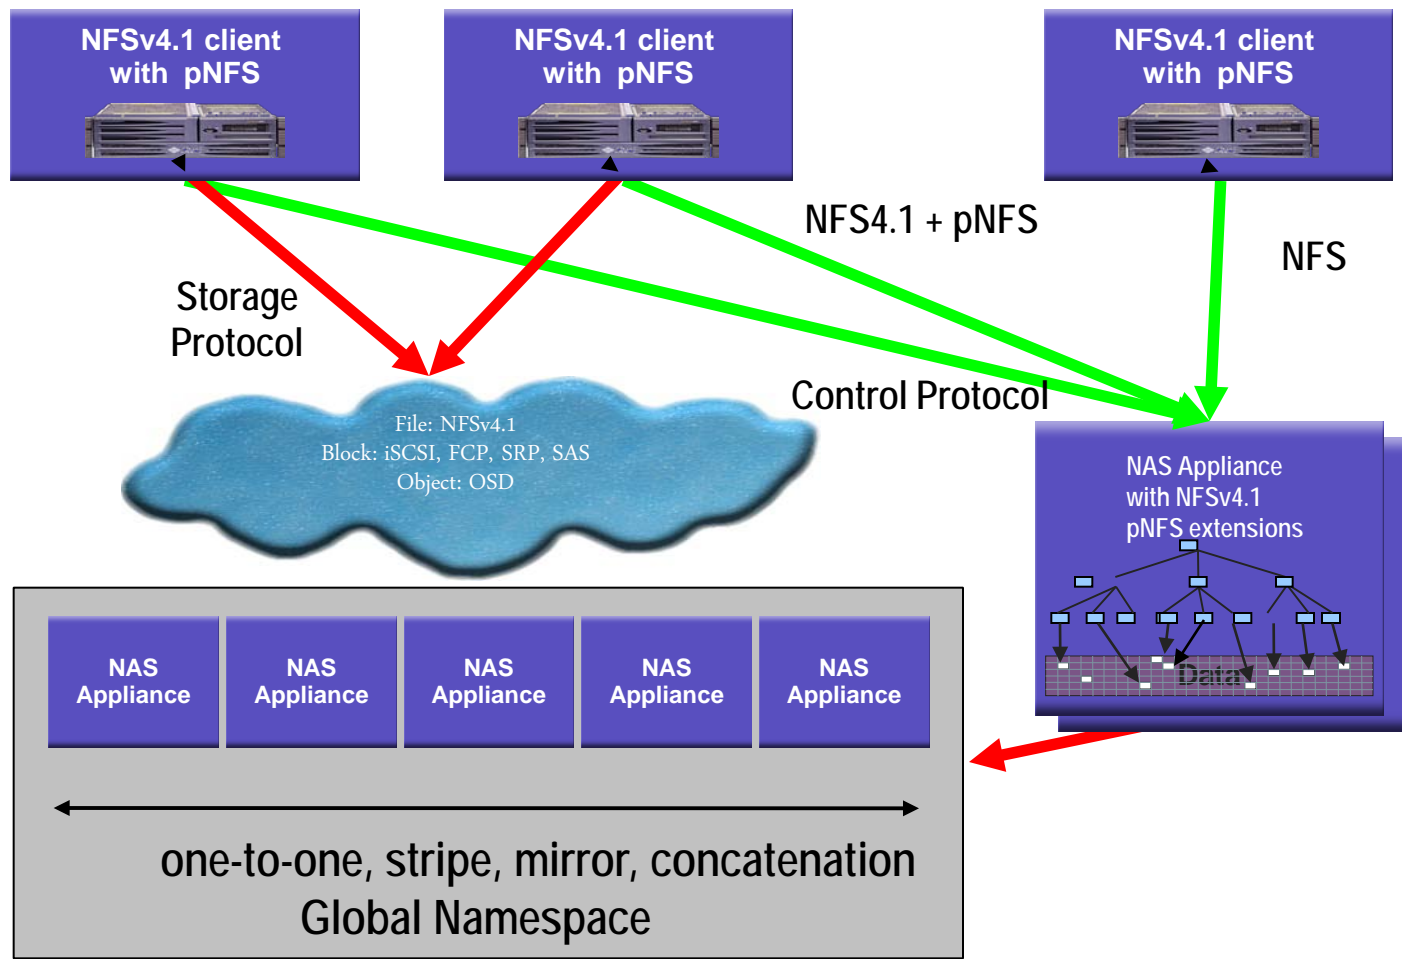 NFSv4.1 client
with pNFS
NFSv4.1 client
with pNFS
NFSv4.1 client
with pNFS
NFS4.1 + pNFS
NFS
Storage
Protocol
Control Protocol
File: NFSv4.1
Block: iSCSI, FCP, SRP, SAS
Object: OSD
NAS Appliance
with NFSv4.1
pNFS extensions
Data
NAS
Appliance
NAS
Appliance
NAS
Appliance
NAS
Appliance
NAS
Appliance
one-to-one, stripe, mirror, concatenation
Global Namespace